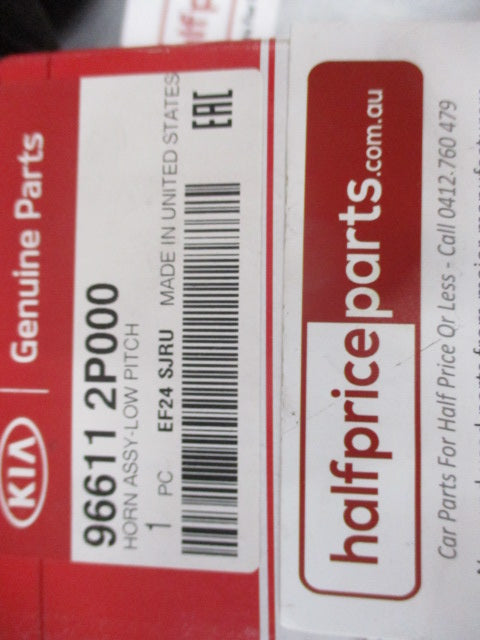 KIA | Genuine Parts
96611 2P000
HORN ASSY-LOW PITCH
1 PC EF24 SJRU MADE IN UNITED STATES
EAC
halfpriceparts.com.au
Car Parts For Half Price Or Less - Call 0412 760 479